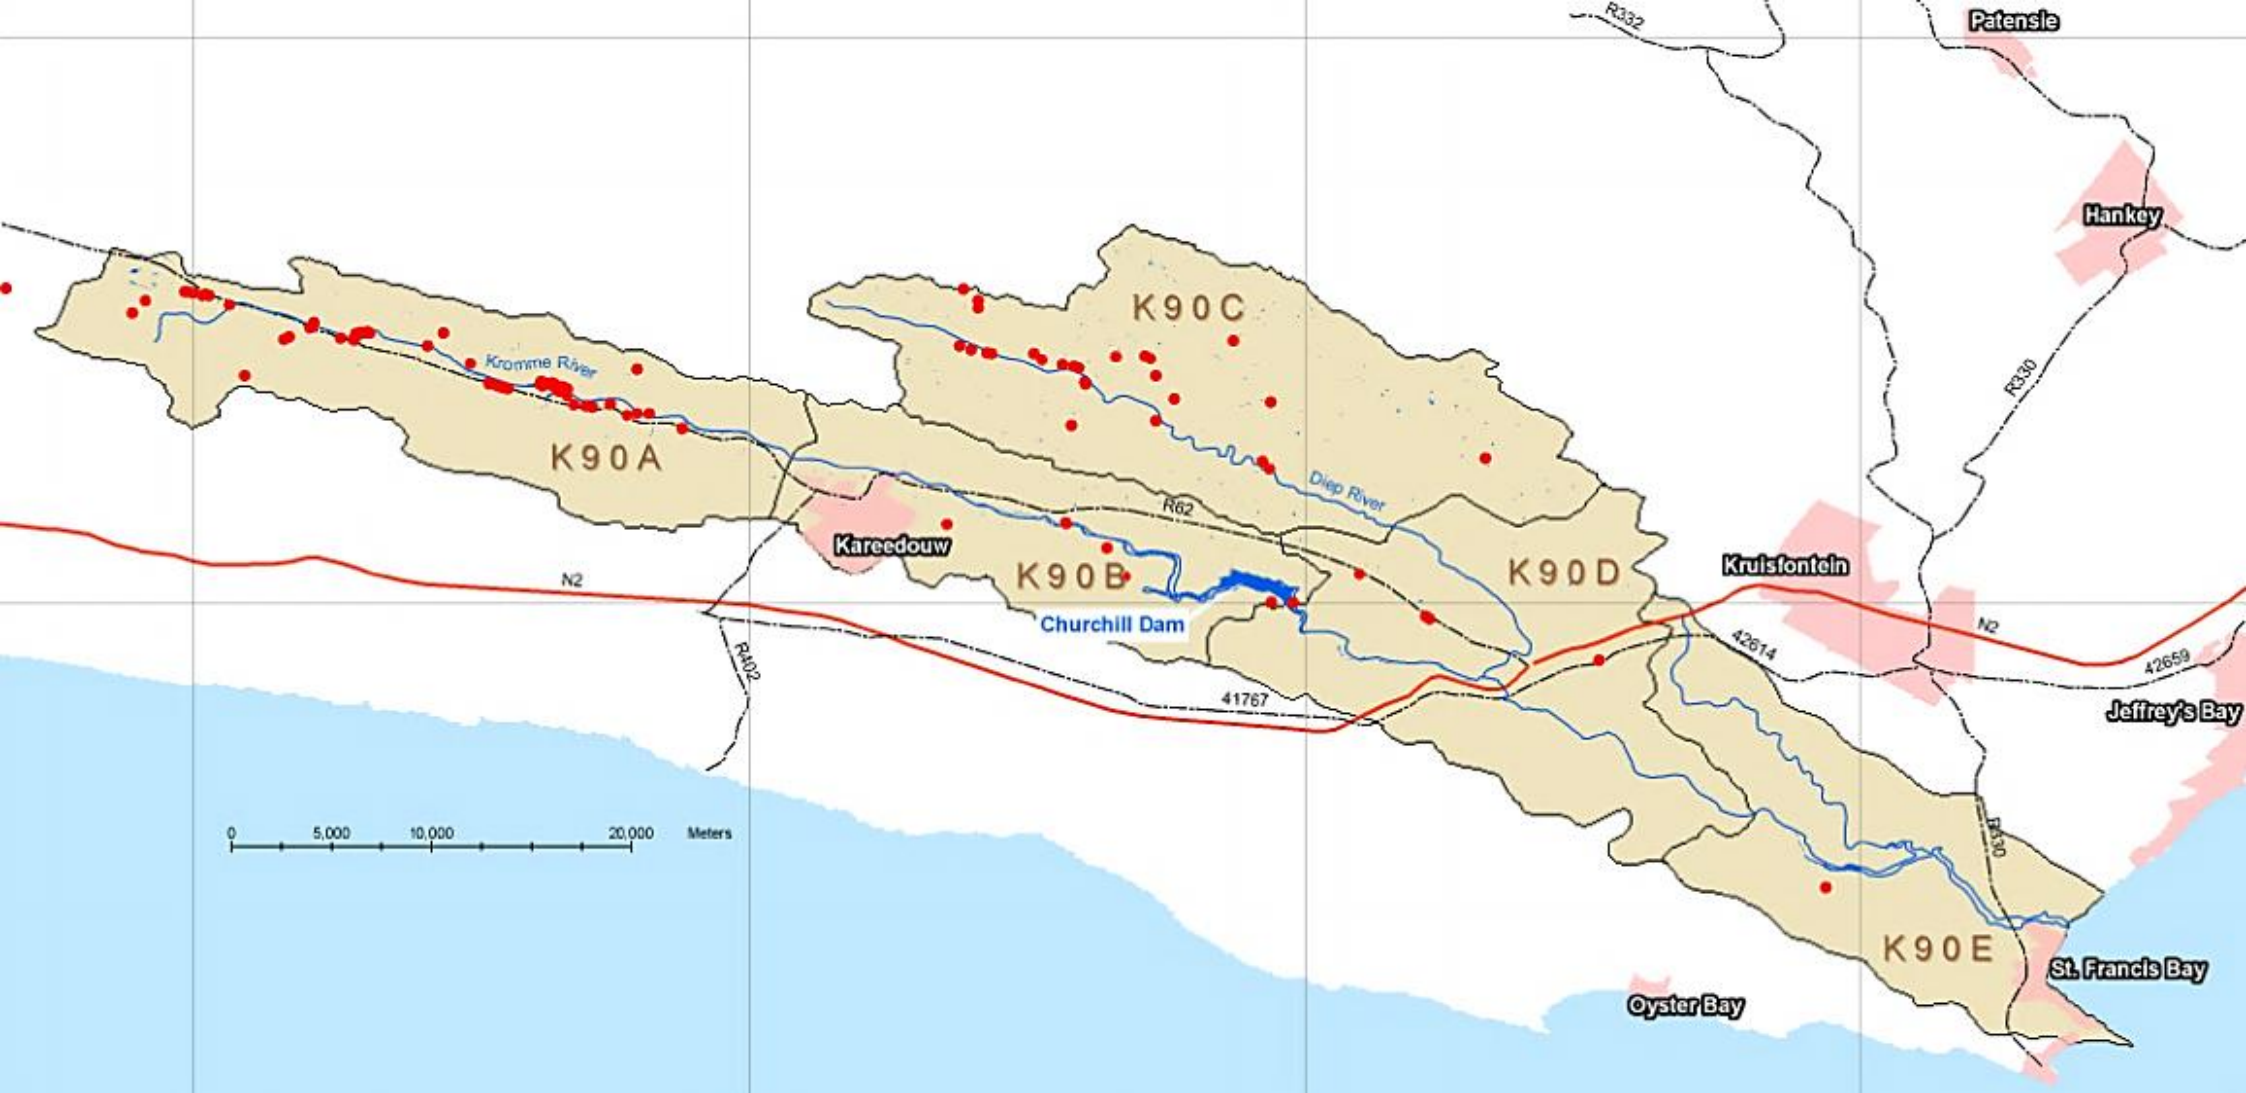 R332
Patensie
Hankey
K90C
R330
Kromme River
K90A
Diep River
R62
Kareedouw
K90B
K90D
Kruisfontein
N2
Churchill Dam
N2
R402
42614
42659
41767
Jeffrey's Bay
0 5,000 10,000 20,000 Meters
R330
K90E
St. Francis Bay
Oyster Bay